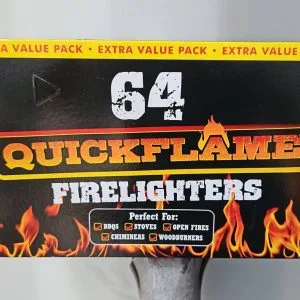 A VALUE PACK • EXTRA VALUE PACK • EXTRA VALUE
64
QUICKFLAME
FIRELIGHTERS
Perfect For:
BBQS STOVES OPEN FIRES
CHIMINEAS WOODBURNERS